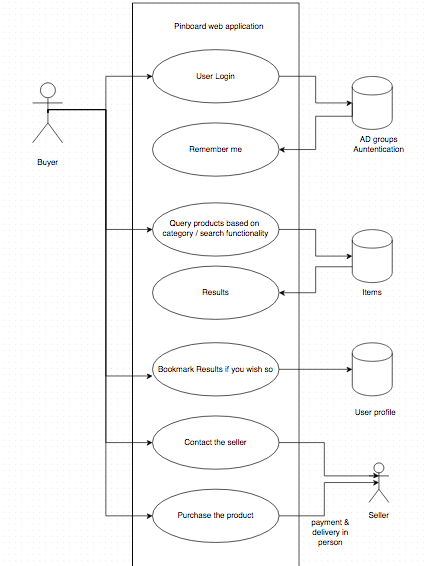 Pinboard web application
User Login
Buyer
AD groups
Auntentication
Remember me
Query products based on
category / search functionality
Results
Items
Bookmark Results if you wish so
User profile
Contact the seller
Purchase the product
Seller
payment &
delivery in
person